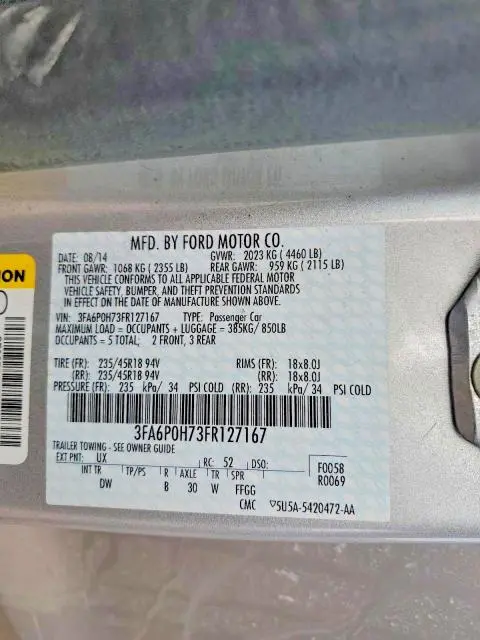 MFD. BY FORD MOTOR CO.
DATE: 08/14 GVWR: 2023 KG ( 4460 LB)
FRONT GAWR: 1068 KG ( 2355 LB) REAR GAWR: 959 KG ( 2115 LB)
THIS VEHICLE CONFORMS TO ALL APPLICABLE FEDERAL MOTOR
VEHICLE SAFETY, BUMPER, AND THEFT PREVENTION STANDARDS
IN EFFECT ON THE DATE OF MANUFACTURE SHOWN ABOVE.
VIN: 3FA6P0H73FR127167 TYPE: Passenger Car
MAXIMUM LOAD = OCCUPANTS + LUGGAGE = 385KG/850LB
OCCUPANTS = 5 TOTAL; 2 FRONT, 3 REAR
TIRE (FR): 235/45R18 94V RIMS (FR): 18x8.0J
(RR): 235/45R18 94V (RR): 18x8.0J
PRESSURE (FR): 235 kPa/ 34 PSI COLD (RR): 235 kPa/ 34 PSI COLD
3FA6P0H73FR127167
TRAILER TOWING - SEE OWNER GUIDE
EXT PNT: UX RC: 52 DSO:
INT TR TP/PS R AXLE TR SPR
DW B 30 W FFGG
F0058
R0069
CMC ▽5U5A-5420472-AA
ION